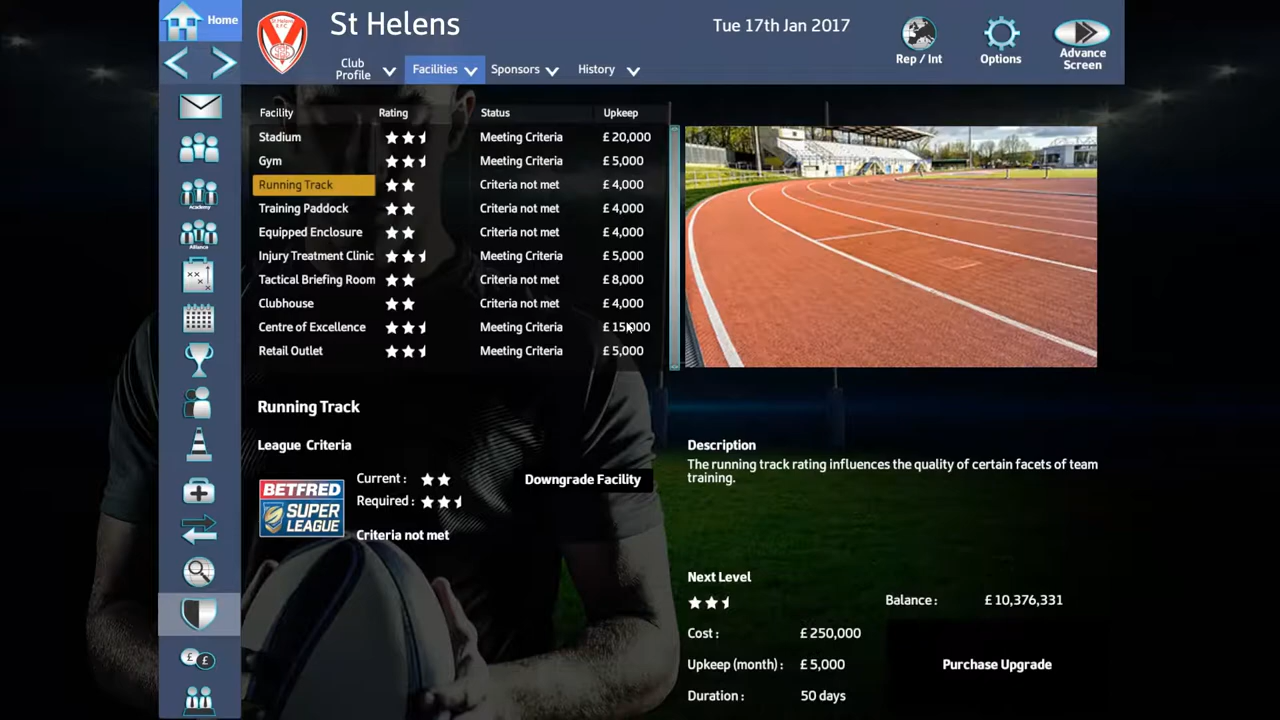 Home
St Helens
Tue 17th Jan 2017
Rep / Int
Options
Advance
Screen
Club
Profile
Facilities
Sponsors
History
Facility Rating Status Upkeep
Stadium Meeting Criteria £ 20,000
Gym Meeting Criteria £ 5,000
Running Track Criteria not met £ 4,000
Training Paddock Criteria not met £ 4,000
Equipped Enclosure Criteria not met £ 4,000
Injury Treatment Clinic Meeting Criteria £ 5,000
Tactical Briefing Room Criteria not met £ 8,000
Clubhouse Criteria not met £ 4,000
Centre of Excellence Meeting Criteria £ 15,000
Retail Outlet Meeting Criteria £ 5,000
Academy
Alliance
Running Track
League Criteria
BETFRED
SUPER
LEAGUE
Current :
Required :
Criteria not met
Downgrade Facility
Description
The running track rating influences the quality of certain facets of team
training.
Next Level
Balance : £ 10,376,331
Cost : £ 250,000
Upkeep (month) : £ 5,000
Duration : 50 days
Purchase Upgrade